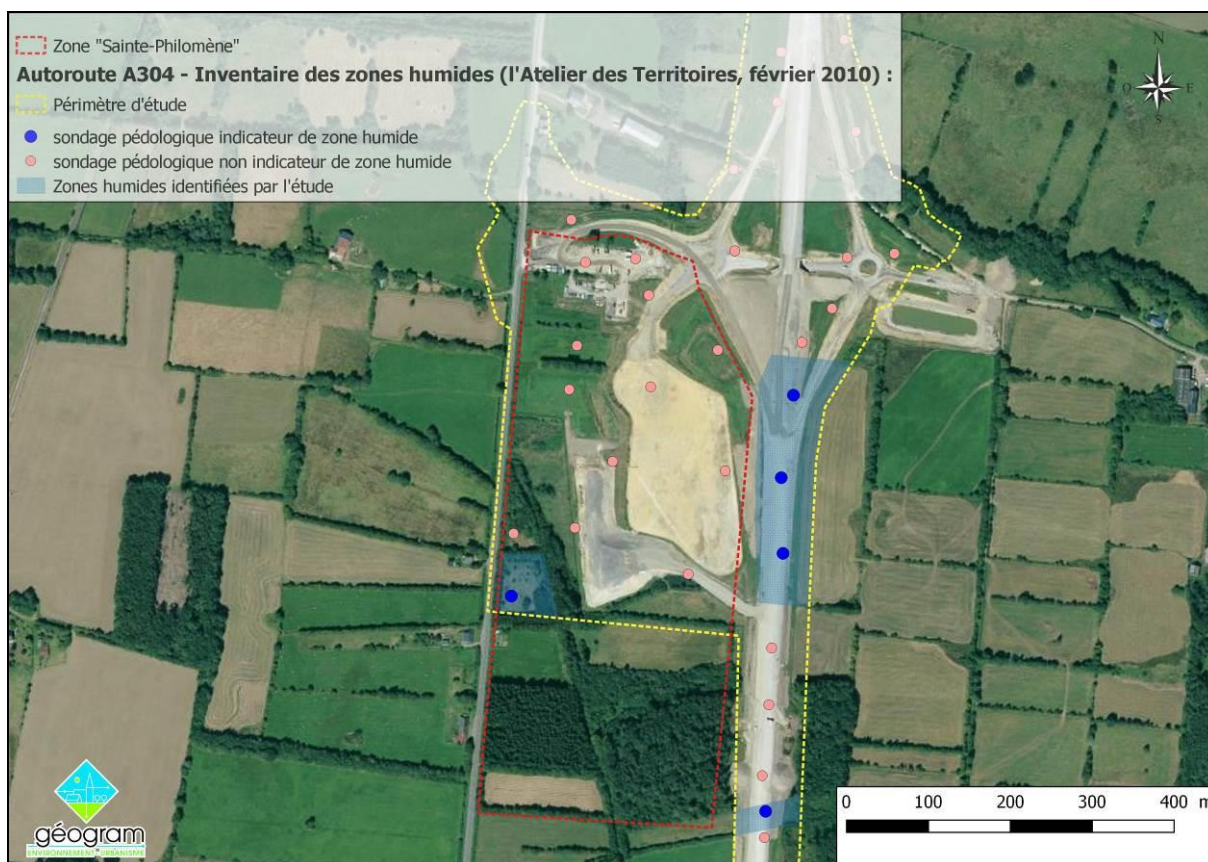 Zone "Sainte-Philomène"
Autoroute A304 - Inventaire des zones humides (l'Atelier des Territoires, février 2010) :
Périmètre d'étude
sondage pédologique indicateur de zone humide
sondage pédologique non indicateur de zone humide
Zones humides identifiées par l'étude
N
O
E
S
0 100 200 300 400 m
géogram
ENVIRONNEMENT URBANISME